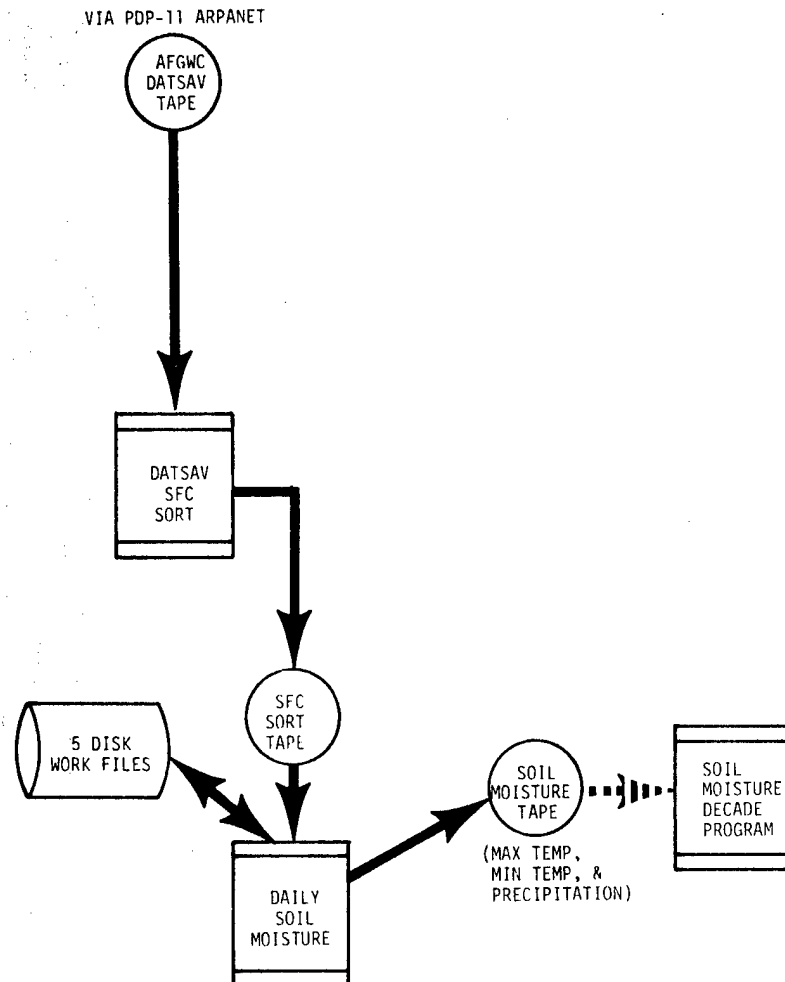 VIA PDP-11 ARPANET
AFGWC
DATSAV
TAPE
DATSAV
SFC
SORT
SFC
SORT
TAPE
5 DISK
WORK FILES
SOIL
MOISTURE
TAPE
(MAX TEMP,
MIN TEMP, &
PRECIPITATION)
SOIL
MOISTURE
DECADE
PROGRAM
DAILY
SOIL
MOISTURE